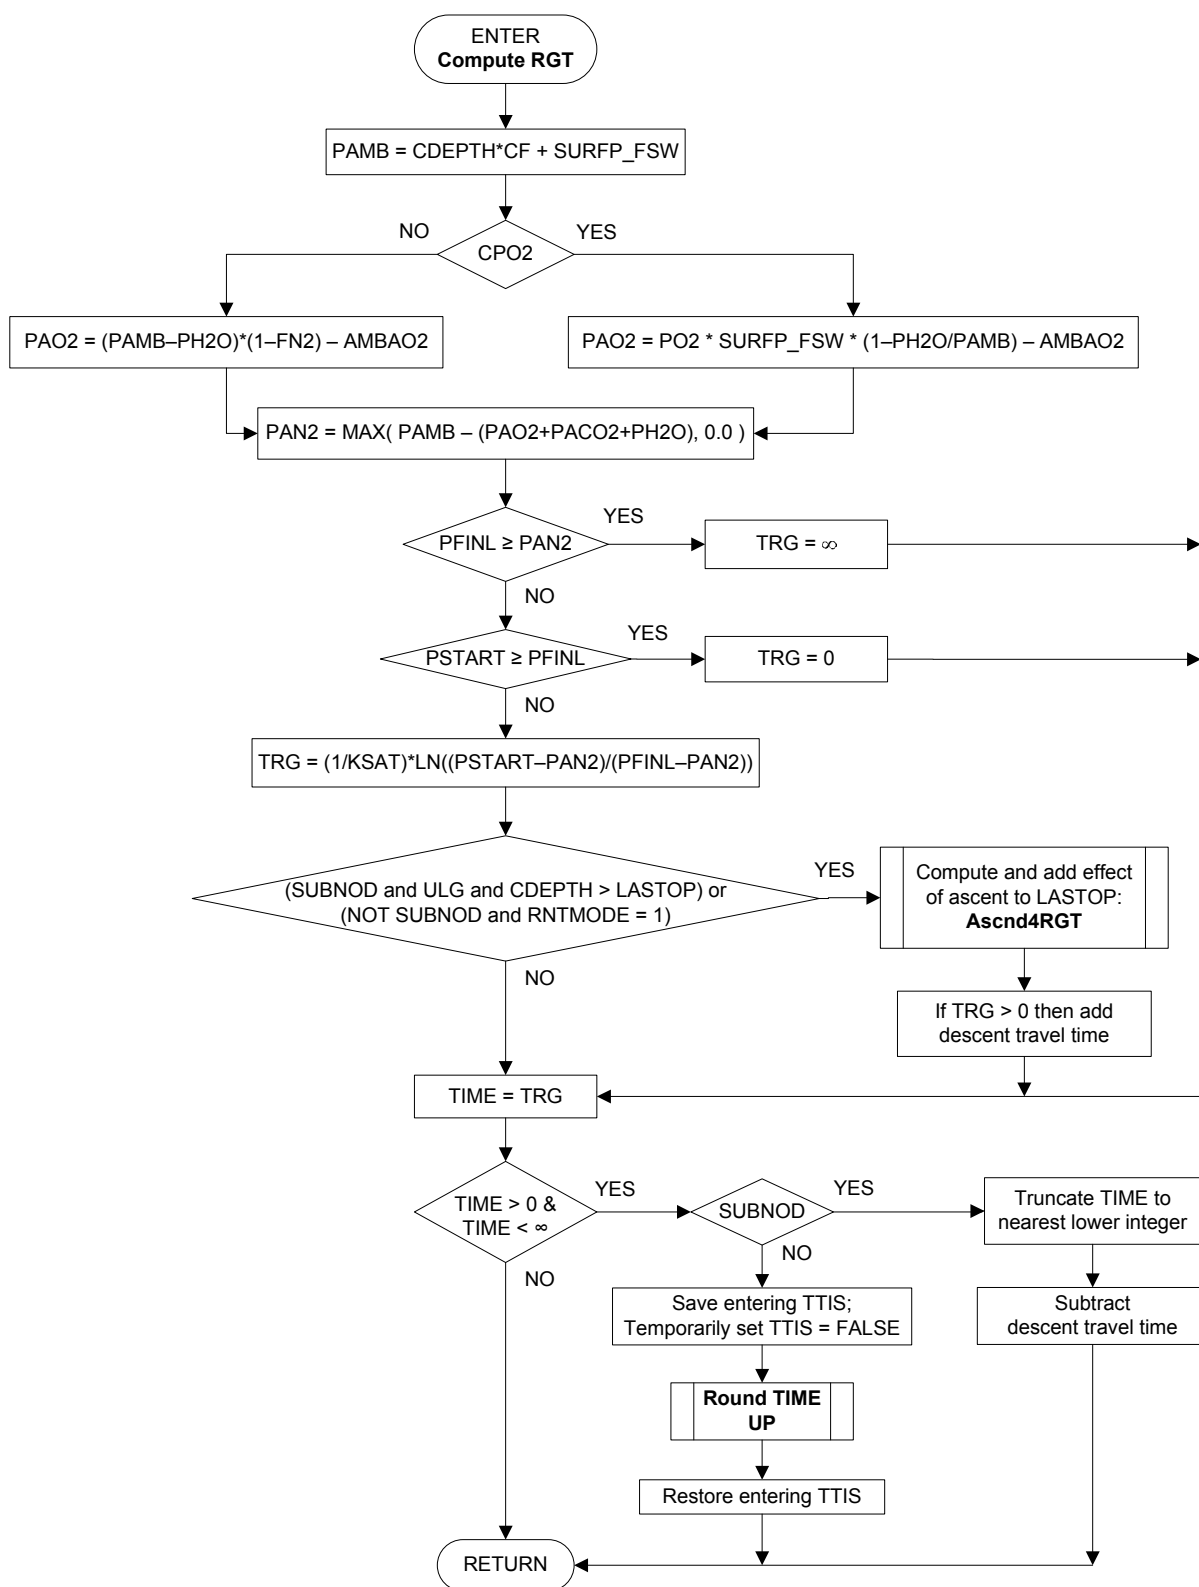 ENTER
Compute RGT
PAMB = CDEPTH*CF + SURFP_FSW
NO
YES
CPO2
PAO2 = (PAMB–PH2O)*(1–FN2) – AMBAO2
PAO2 = PO2 * SURFP_FSW * (1–PH2O/PAMB) – AMBAO2
PAN2 = MAX( PAMB – (PAO2+PACO2+PH2O), 0.0 )
PFINL ≥ PAN2
YES
TRG = ∞
NO
PSTART ≥ PFINL
YES
TRG = 0
NO
TRG = (1/KSAT)*LN((PSTART–PAN2)/(PFINL–PAN2))
(SUBNOD and ULG and CDEPTH > LASTOP) or
(NOT SUBNOD and RNTMODE = 1)
YES
Compute and add effect
of ascent to LASTOP:
Ascnd4RGT
NO
If TRG > 0 then add
descent travel time
TIME = TRG
TIME > 0 &
TIME < ∞
YES
SUBNOD
YES
Truncate TIME to
nearest lower integer
NO
NO
Save entering TTIS;
Temporarily set TTIS = FALSE
Subtract
descent travel time
Round TIME
UP
Restore entering TTIS
RETURN